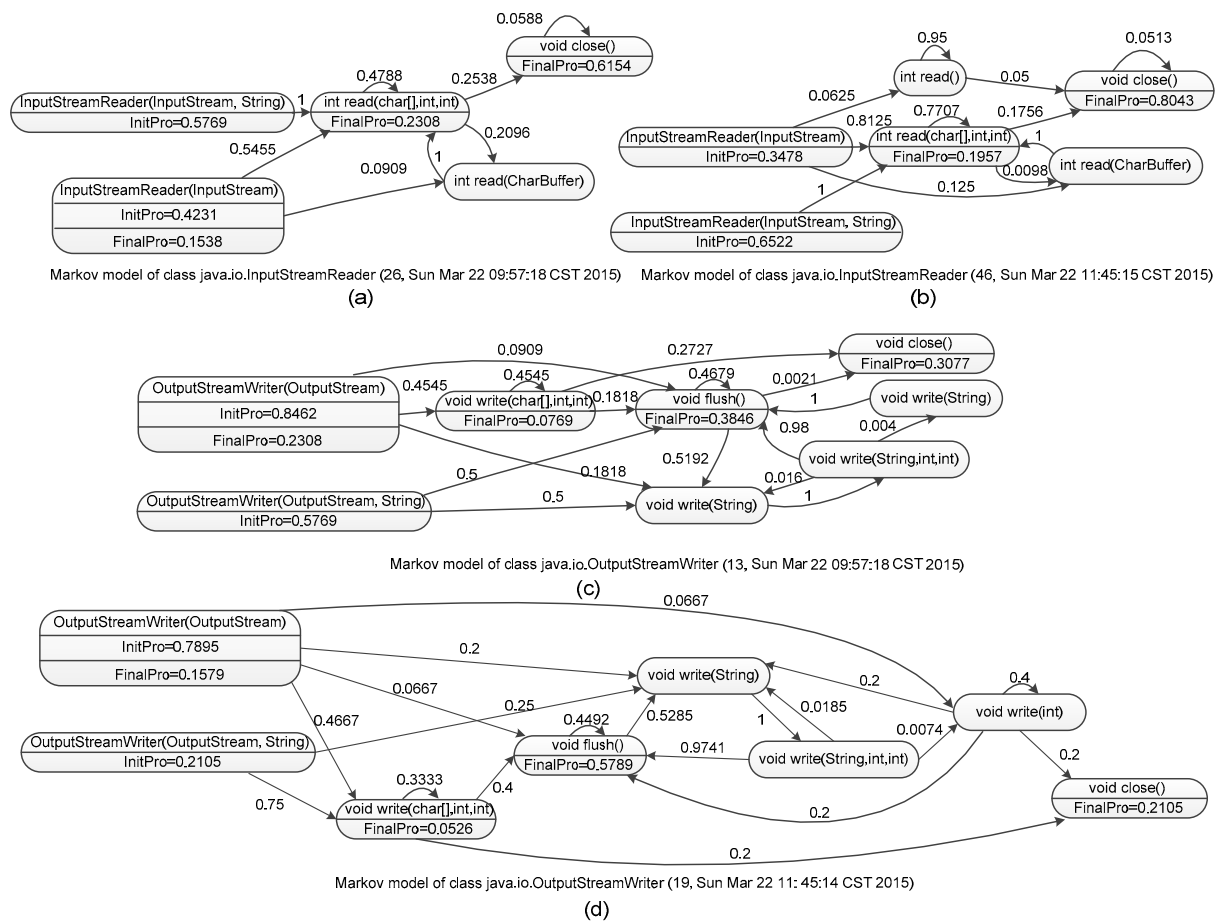 0.0588
void close()
FinalPro=0.6154
0.4788
0.2538
int read(char[],int,int)
FinalPro=0.2308
InputStreamReader(InputStream, String)
InitPro=0.5769
1
0.5455
0.2096
1
0.0909
int read(CharBuffer)
InputStreamReader(InputStream)
InitPro=0.4231
FinalPro=0.1538
Markov model of class java.io.InputStreamReader (26, Sun Mar 22 09:57:18 CST 2015)
(a)
0.95
int read()
0.05
0.0513
void close()
FinalPro=0.8043
0.0625
0.8125
0.7707
0.1756
InputStreamReader(InputStream)
InitPro=0.3478
int read(char[],int,int)
FinalPro=0.1957
1
0.0098
int read(CharBuffer)
0.125
1
InputStreamReader(InputStream, String)
InitPro=0.6522
Markov model of class java.io.InputStreamReader (46, Sun Mar 22 11:45:15 CST 2015)
(b)
0.0909
0.2727
void close()
FinalPro=0.3077
OutputStreamWriter(OutputStream)
InitPro=0.8462
FinalPro=0.2308
0.4545
0.4545
void write(char[],int,int)
FinalPro=0.0769
0.1818
0.4679
void flush()
FinalPro=0.3846
0.0021
1
void write(String)
0.004
0.98
void write(String,int,int)
0.5192
0.1818
0.016
1
0.5
0.5
OutputStreamWriter(OutputStream, String)
InitPro=0.5769
void write(String)
Markov model of class java.io.OutputStreamWriter (13, Sun Mar 22 09:57:18 CST 2015)
(c)
0.0667
OutputStreamWriter(OutputStream)
InitPro=0.7895
FinalPro=0.1579
0.2
void write(String)
0.2
0.4
void write(int)
0.0667
0.25
0.4667
0.5285
1
0.0185
0.0074
OutputStreamWriter(OutputStream, String)
InitPro=0.2105
0.4492
void flush()
FinalPro=0.5789
0.9741
void write(String,int,int)
0.2
0.75
0.3333
0.4
void write(char[],int,int)
FinalPro=0.0526
0.2
void close()
FinalPro=0.2105
0.2
Markov model of class java.io.OutputStreamWriter (19, Sun Mar 22 11:45:14 CST 2015)
(d)